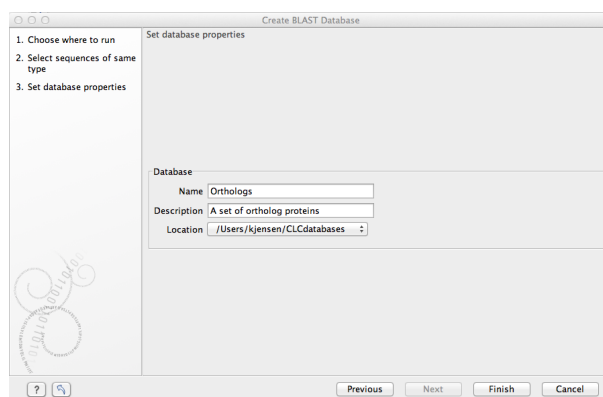 Create BLAST Database
1. Choose where to run
2. Select sequences of same
type
3. Set database properties
Set database properties
Database
Name Orthologs
Description A set of ortholog proteins
Location /Users/kjensen/CLCdatabases
?
Previous
Next
Finish
Cancel